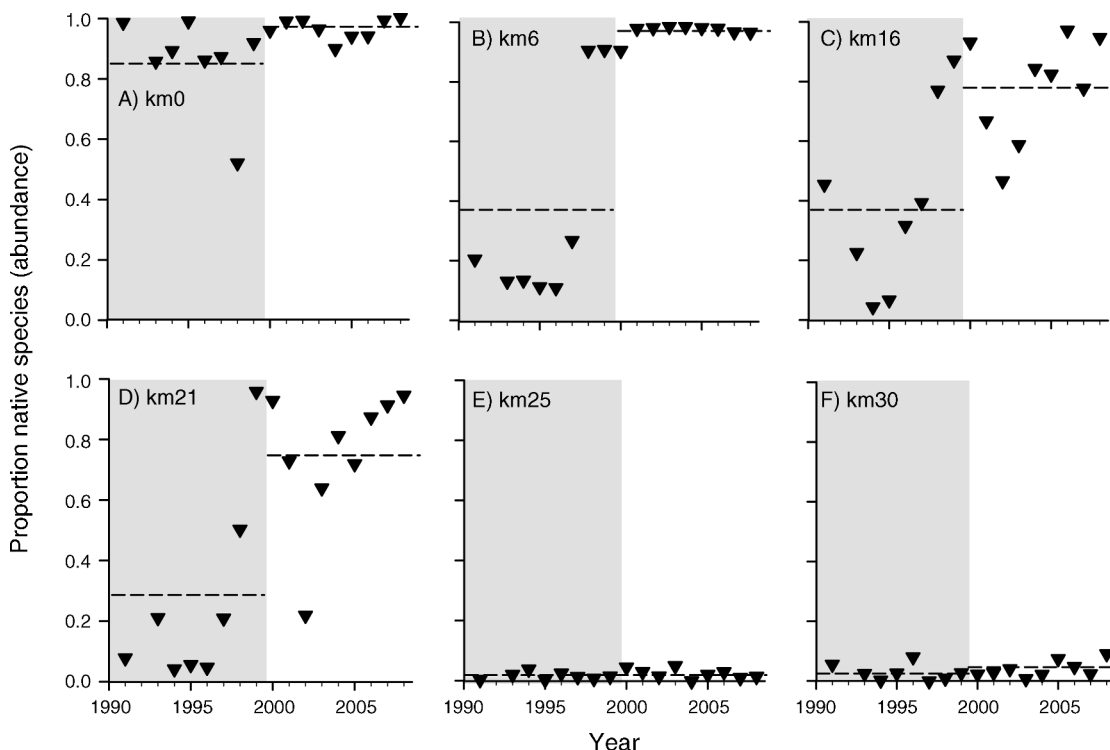 Proportion native species (abundance)
1.0
0.8
0.6
0.4
0.2
0.0
A) km0
B) km6
C) km16
1.0
0.8
0.6
0.4
0.2
0.0
D) km21
E) km25
F) km30
1990 1995 2000 2005 1990 1995 2000 2005 1990 1995 2000 2005
Year